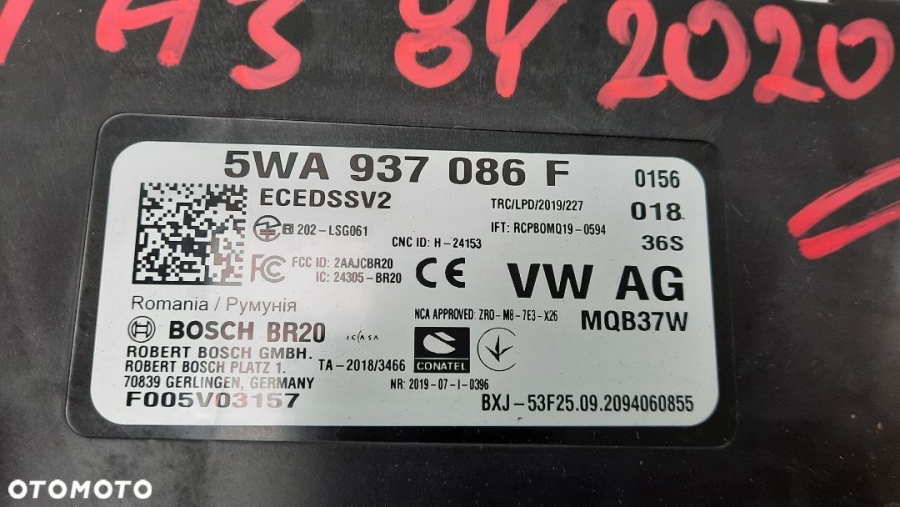 A3 8Y 2020
5WA 937 086 F
0156
ECEDSSV2
TRC/LPD/2019/227
018
202-LSG061
IFT: RCPBOMQ19-0594
CNC ID: H-24153
36S
FC
FCC ID: 2AAJCBR20
IC: 24305-BR20
CE
VW AG
Romania / Румунія
NCA APPROVED: ZRO-M8-7E3-X26
MQB37W
BOSCH BR20
ICASA
ROBERT BOSCH GMBH.
TA-2018/3466
CONATEL
ROBERT BOSCH PLATZ 1.
70839 GERLINGEN, GERMANY
NR: 2019-07-I-0396
F005V03157
BXJ-53F25.09.2094060855
OTOMOTO